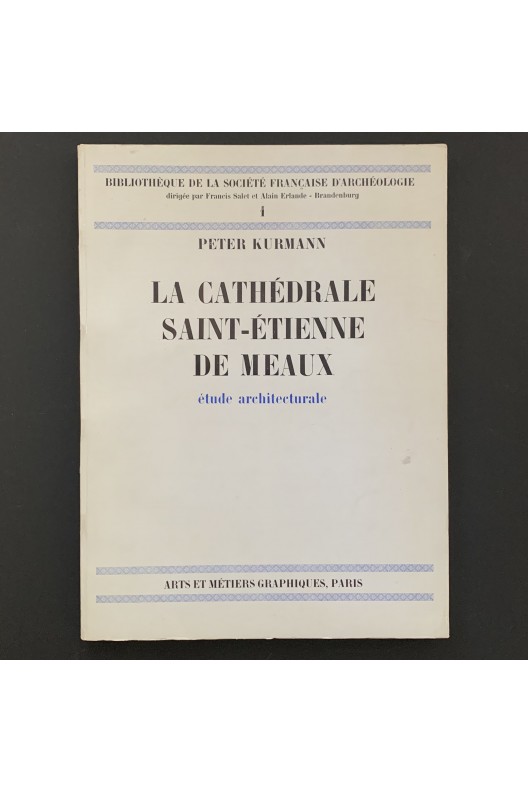 BIBLIOTHÈQUE DE LA SOCIÉTÉ FRANÇAISE D'ARCHÉOLOGIE
dirigée par Francis Salet et Alain Erlande - Brandenburg
i
PETER KURMANN
LA CATHÉDRALE
SAINT-ÉTIENNE
DE MEAUX
étude architecturale
ARTS ET MÉTIERS GRAPHIQUES, PARIS